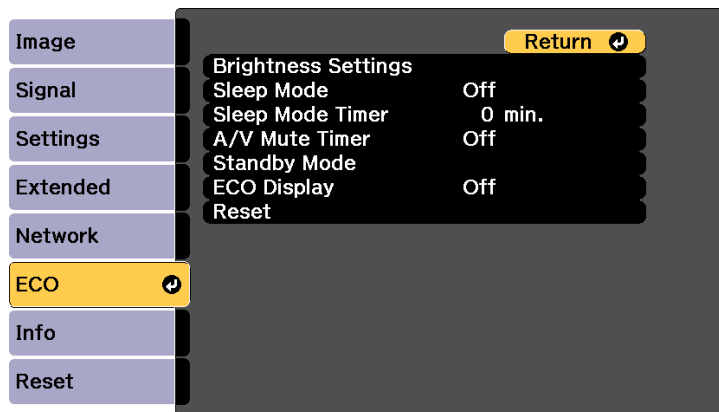 Image
Signal
Settings
Extended
Network
ECO
Info
Reset
Return
Brightness Settings
Sleep Mode Off
Sleep Mode Timer 0 min.
A/V Mute Timer Off
Standby Mode
ECO Display Off
Reset